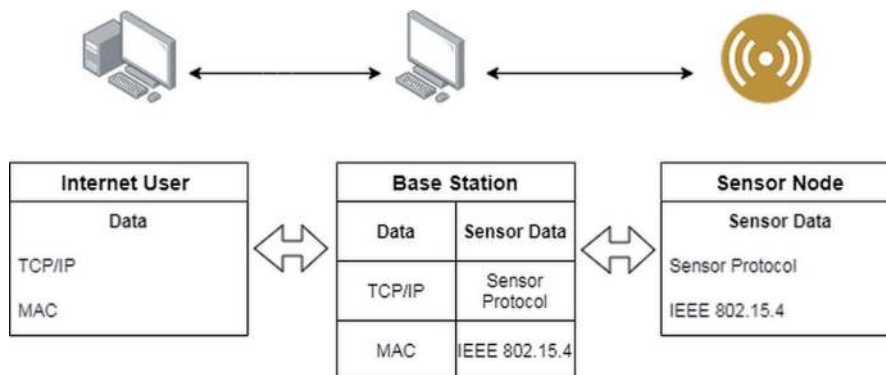 Internet User
Data
TCP/IP
MAC
Base Station
Data Sensor Data
TCP/IP Sensor
Protocol
MAC IEEE 802.15.4
Sensor Node
Sensor Data
Sensor Protocol
IEEE 802.15.4